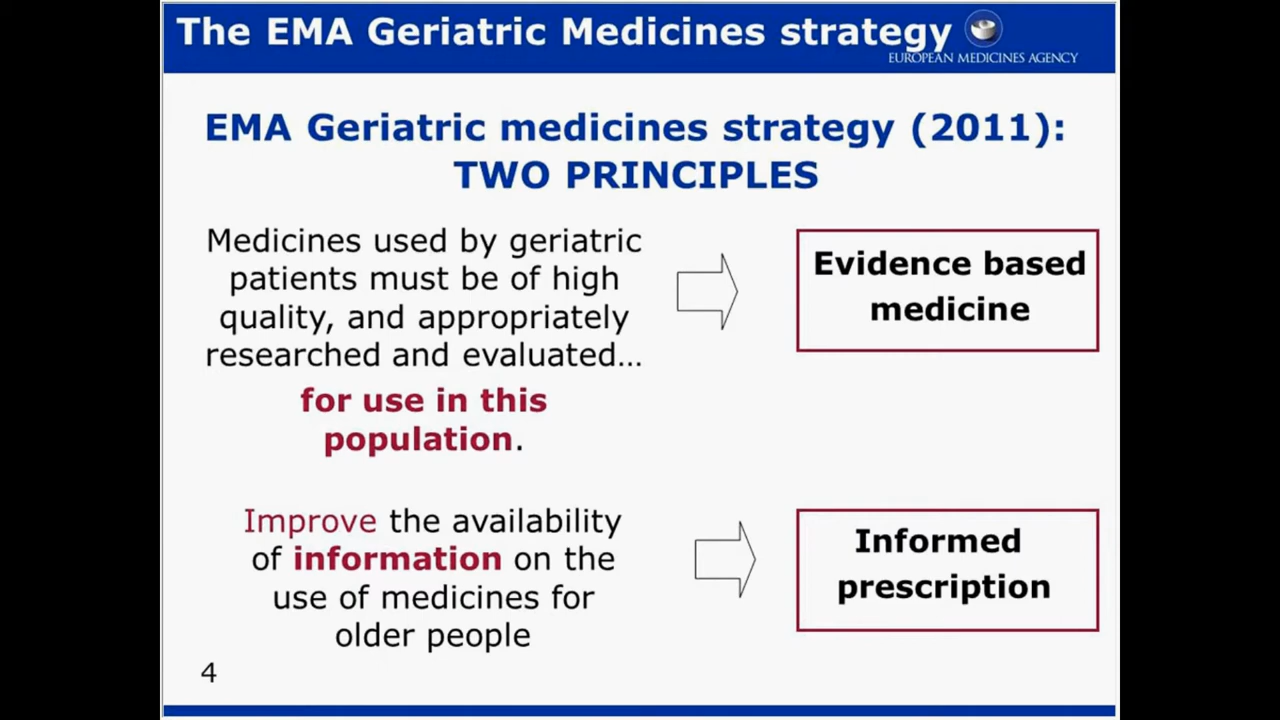 The EMA Geriatric Medicines strategy
EUROPEAN MEDICINES AGENCY
EMA Geriatric medicines strategy (2011):
TWO PRINCIPLES
Medicines used by geriatric
patients must be of high
quality, and appropriately
researched and evaluated…
for use in this
population.
Evidence based
medicine
Improve the availability
of information on the
use of medicines for
older people
Informed
prescription
4